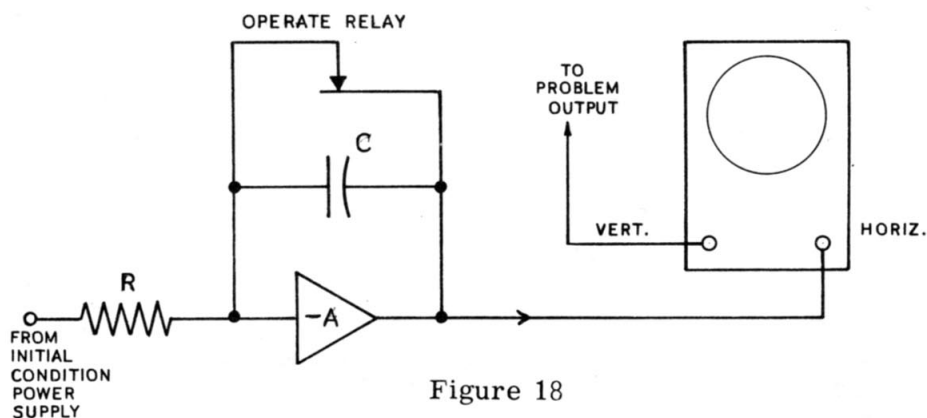 OPERATE RELAY
TO
PROBLEM
OUTPUT
C
VERT.
HORIZ.
R
-A
FROM
INITIAL
CONDITION
POWER
SUPPLY
Figure 18